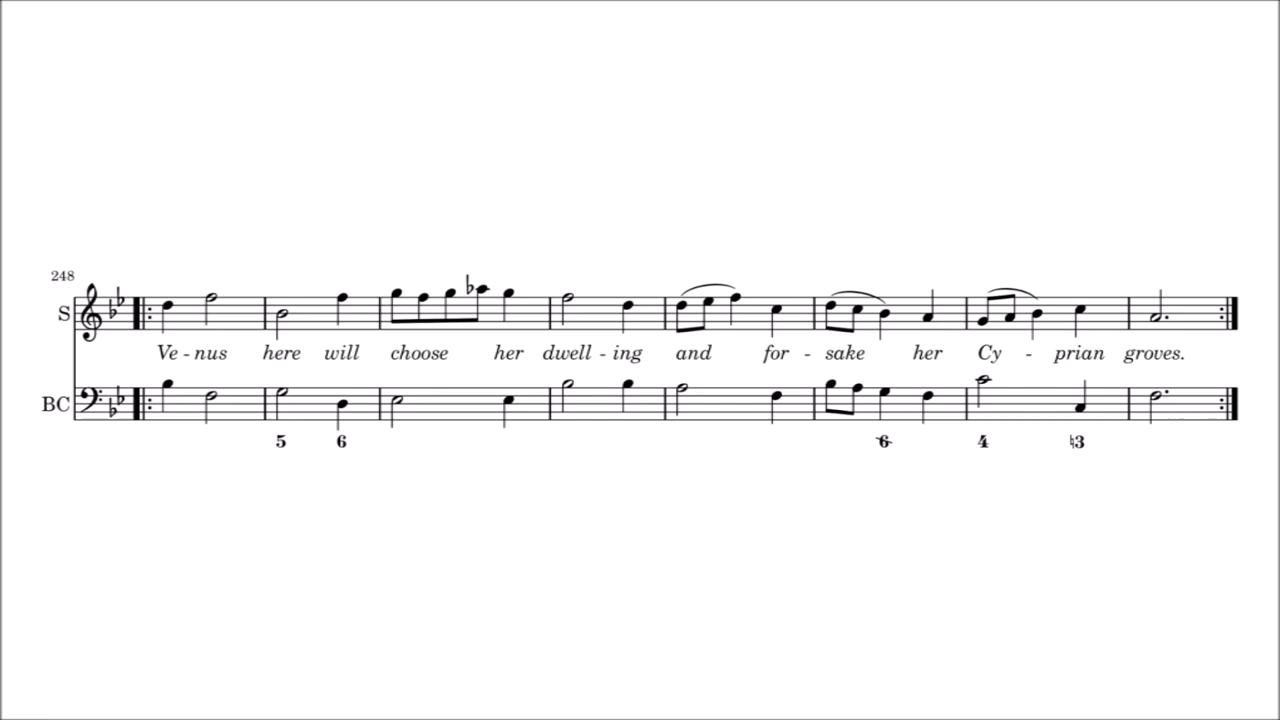 248
S
Ve - nus here will choose her dwell - ing and for - sake her Cy - prian groves.
BC
5 6 6 4 ♮3